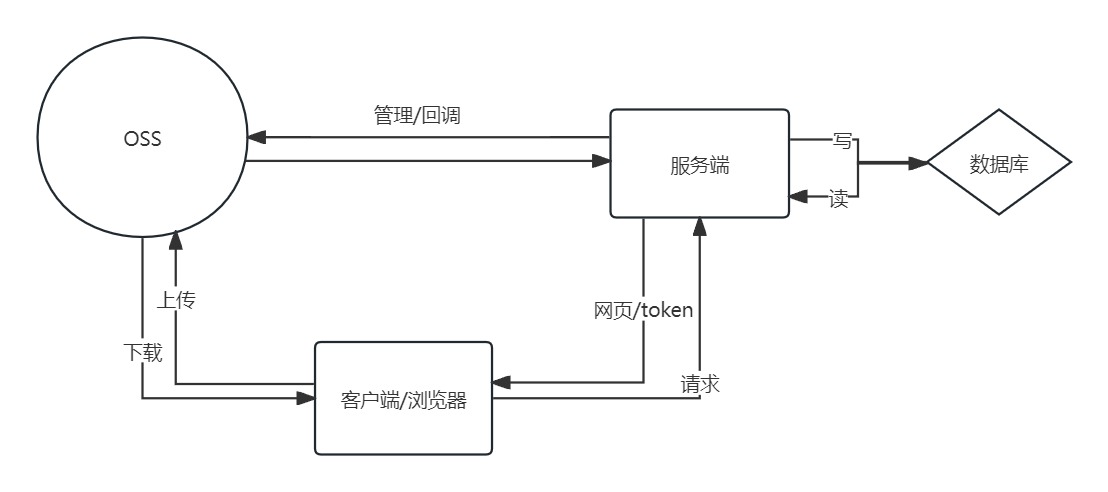 管理/回调
OSS
服务端
写
数据库
读
上传
网页/token
下载
请求
客户端/浏览器